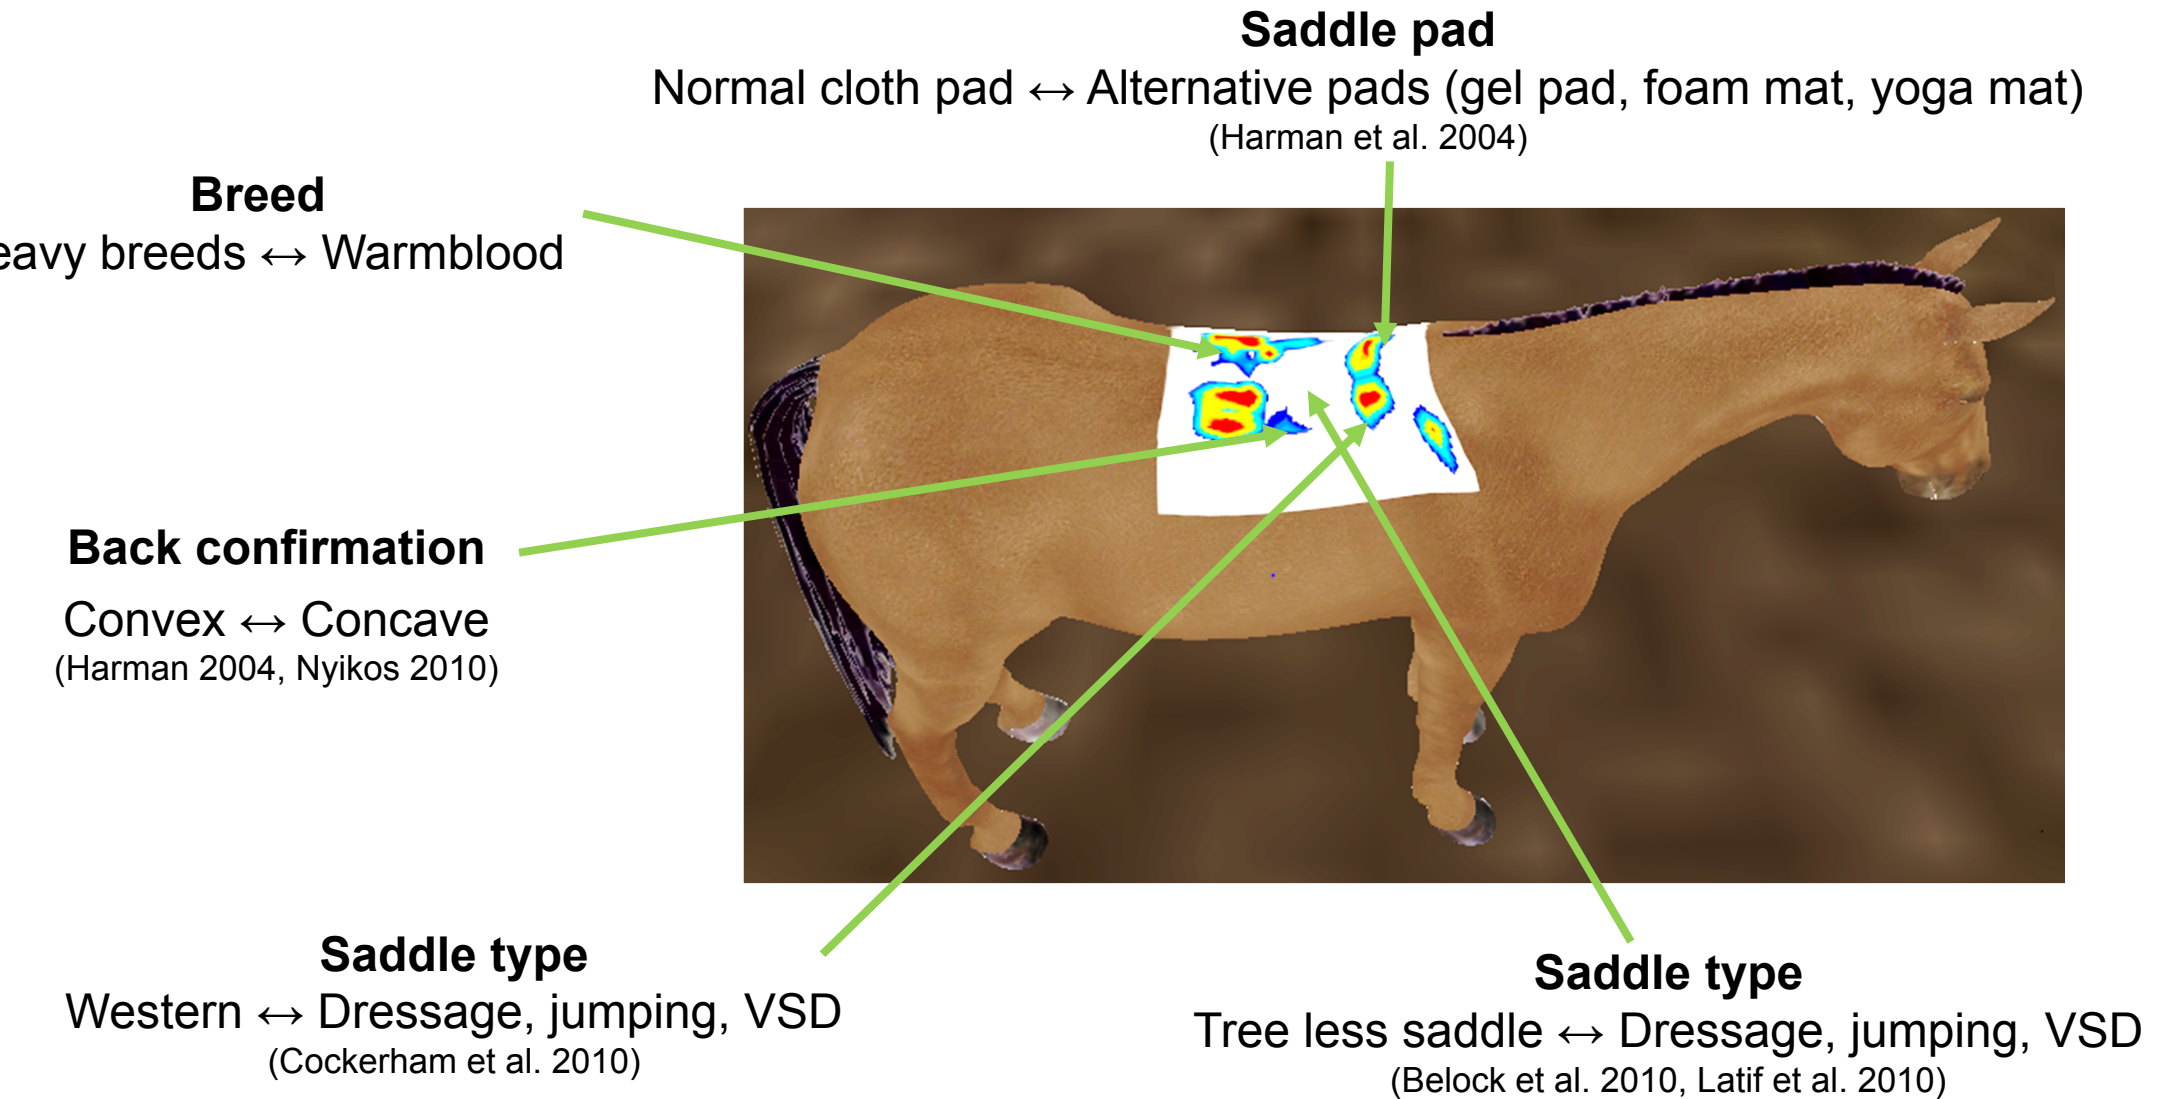 Saddle pad
Normal cloth pad ↔ Alternative pads (gel pad, foam mat, yoga mat)
(Harman et al. 2004)
Breed
breeds ↔ Warmblood
Back confirmation
Convex ↔ Concave
(Harman 2004, Nyikos 2010)
Saddle type
Western ↔ Dressage, jumping, VSD
(Cockerham et al. 2010)
Saddle type
Tree less saddle ↔ Dressage, jumping, VSD
(Belock et al. 2010, Latif et al. 2010)